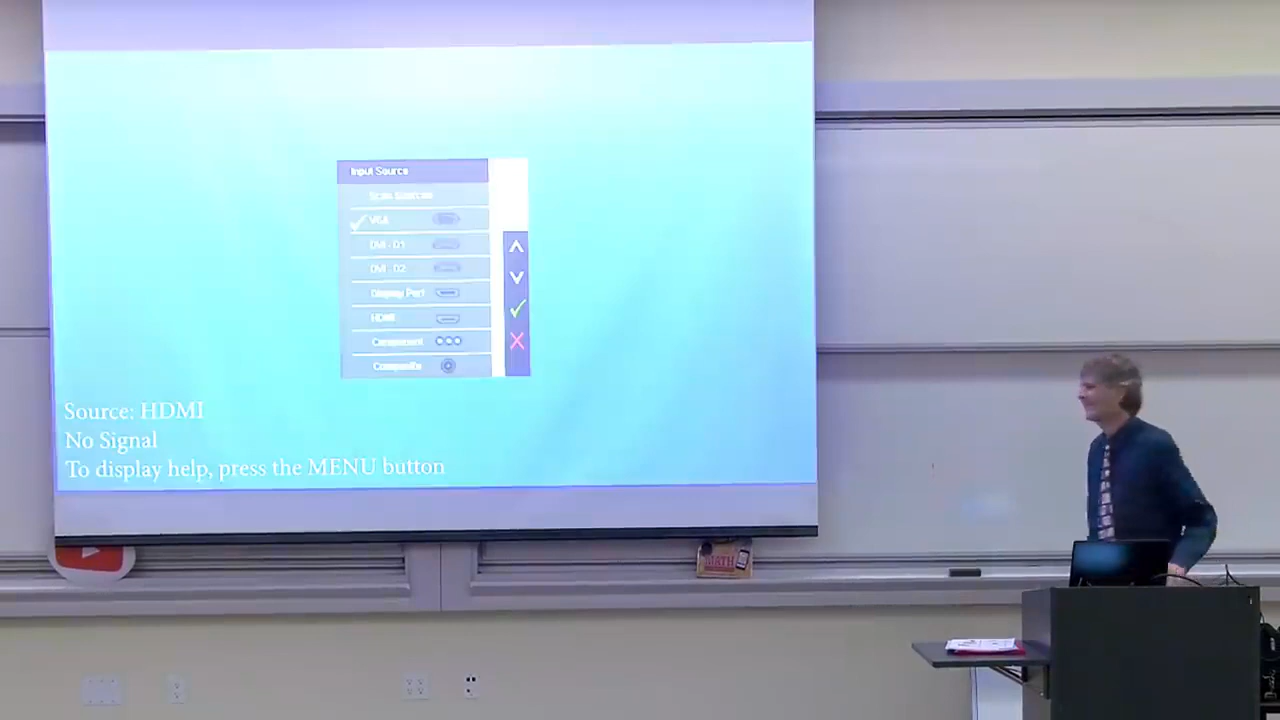 Input Source
Scan Sources
VGA
DVI - D1
DVI - D2
Display Port
HDMI
Component
Composite
Source: HDMI
No Signal
To display help, press the MENU button
MATH